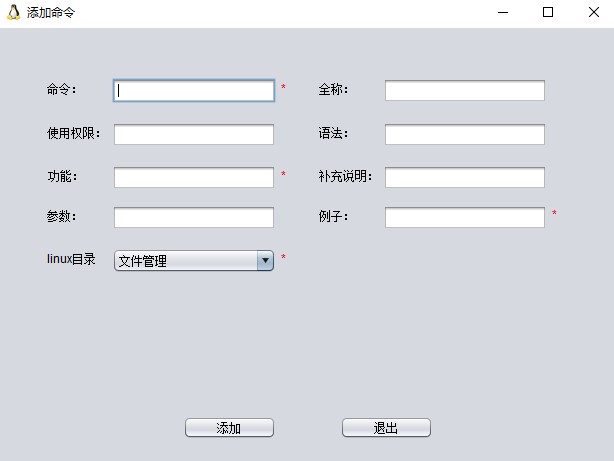 添加命令
命令： * 全称：
使用权限： 语法：
功能： * 补充说明：
参数： 例子： *
linux目录 文件管理 *
添加 退出